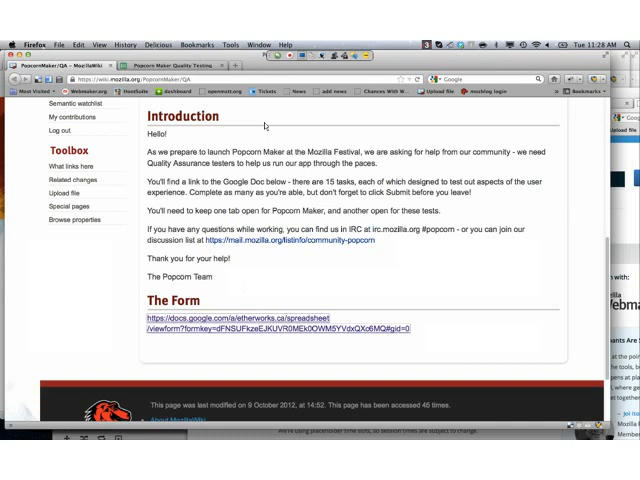 Firefox File Edit View History Bookmarks Tools Window Help
Tue 11:28 AM
PopcornMaker/QA – MozillaWiki
Popcorn Maker Quality Testing
https://wiki.mozilla.org/PopcornMaker/QA
Google
Most Visited
Webmaker.org
HootSuite
dashboard
openmatt.org
Tickets
News
add news
Chances With W...
Upload file
mozblog login
Bookmarks
Semantic watchlist
My contributions
Log out
Toolbox
What links here
Related changes
Upload file
Special pages
Browse properties
Introduction
Hello!
As we prepare to launch Popcorn Maker at the Mozilla Festival, we are asking for help from our community - we need
Quality Assurance testers to help us run our app through the paces.
You'll find a link to the Google Doc below - there are 15 tasks, each of which designed to test out aspects of the user
experience. Complete as many as you're able, but don't forget to click Submit before you leave!
You'll need to keep one tab open for Popcorn Maker, and another open for these tests.
If you have any questions while working, you can find us in IRC at irc.mozilla.org #popcorn - or you can join our
discussion list at https://mail.mozilla.org/listinfo/community-popcorn
Thank you for your help!
The Popcorn Team
The Form
https://docs.google.com/a/etherworks.ca/spreadsheet
/viewform?formkey=dFNSUFkzeEJKUVR0MEk0OWM5YVdxQXc6MQ#gid=0
This page was last modified on 9 October 2012, at 14:52. This page has been accessed 45 times.
About MozillaWiki
We're using placeholder time slots, so session times are subject to change.